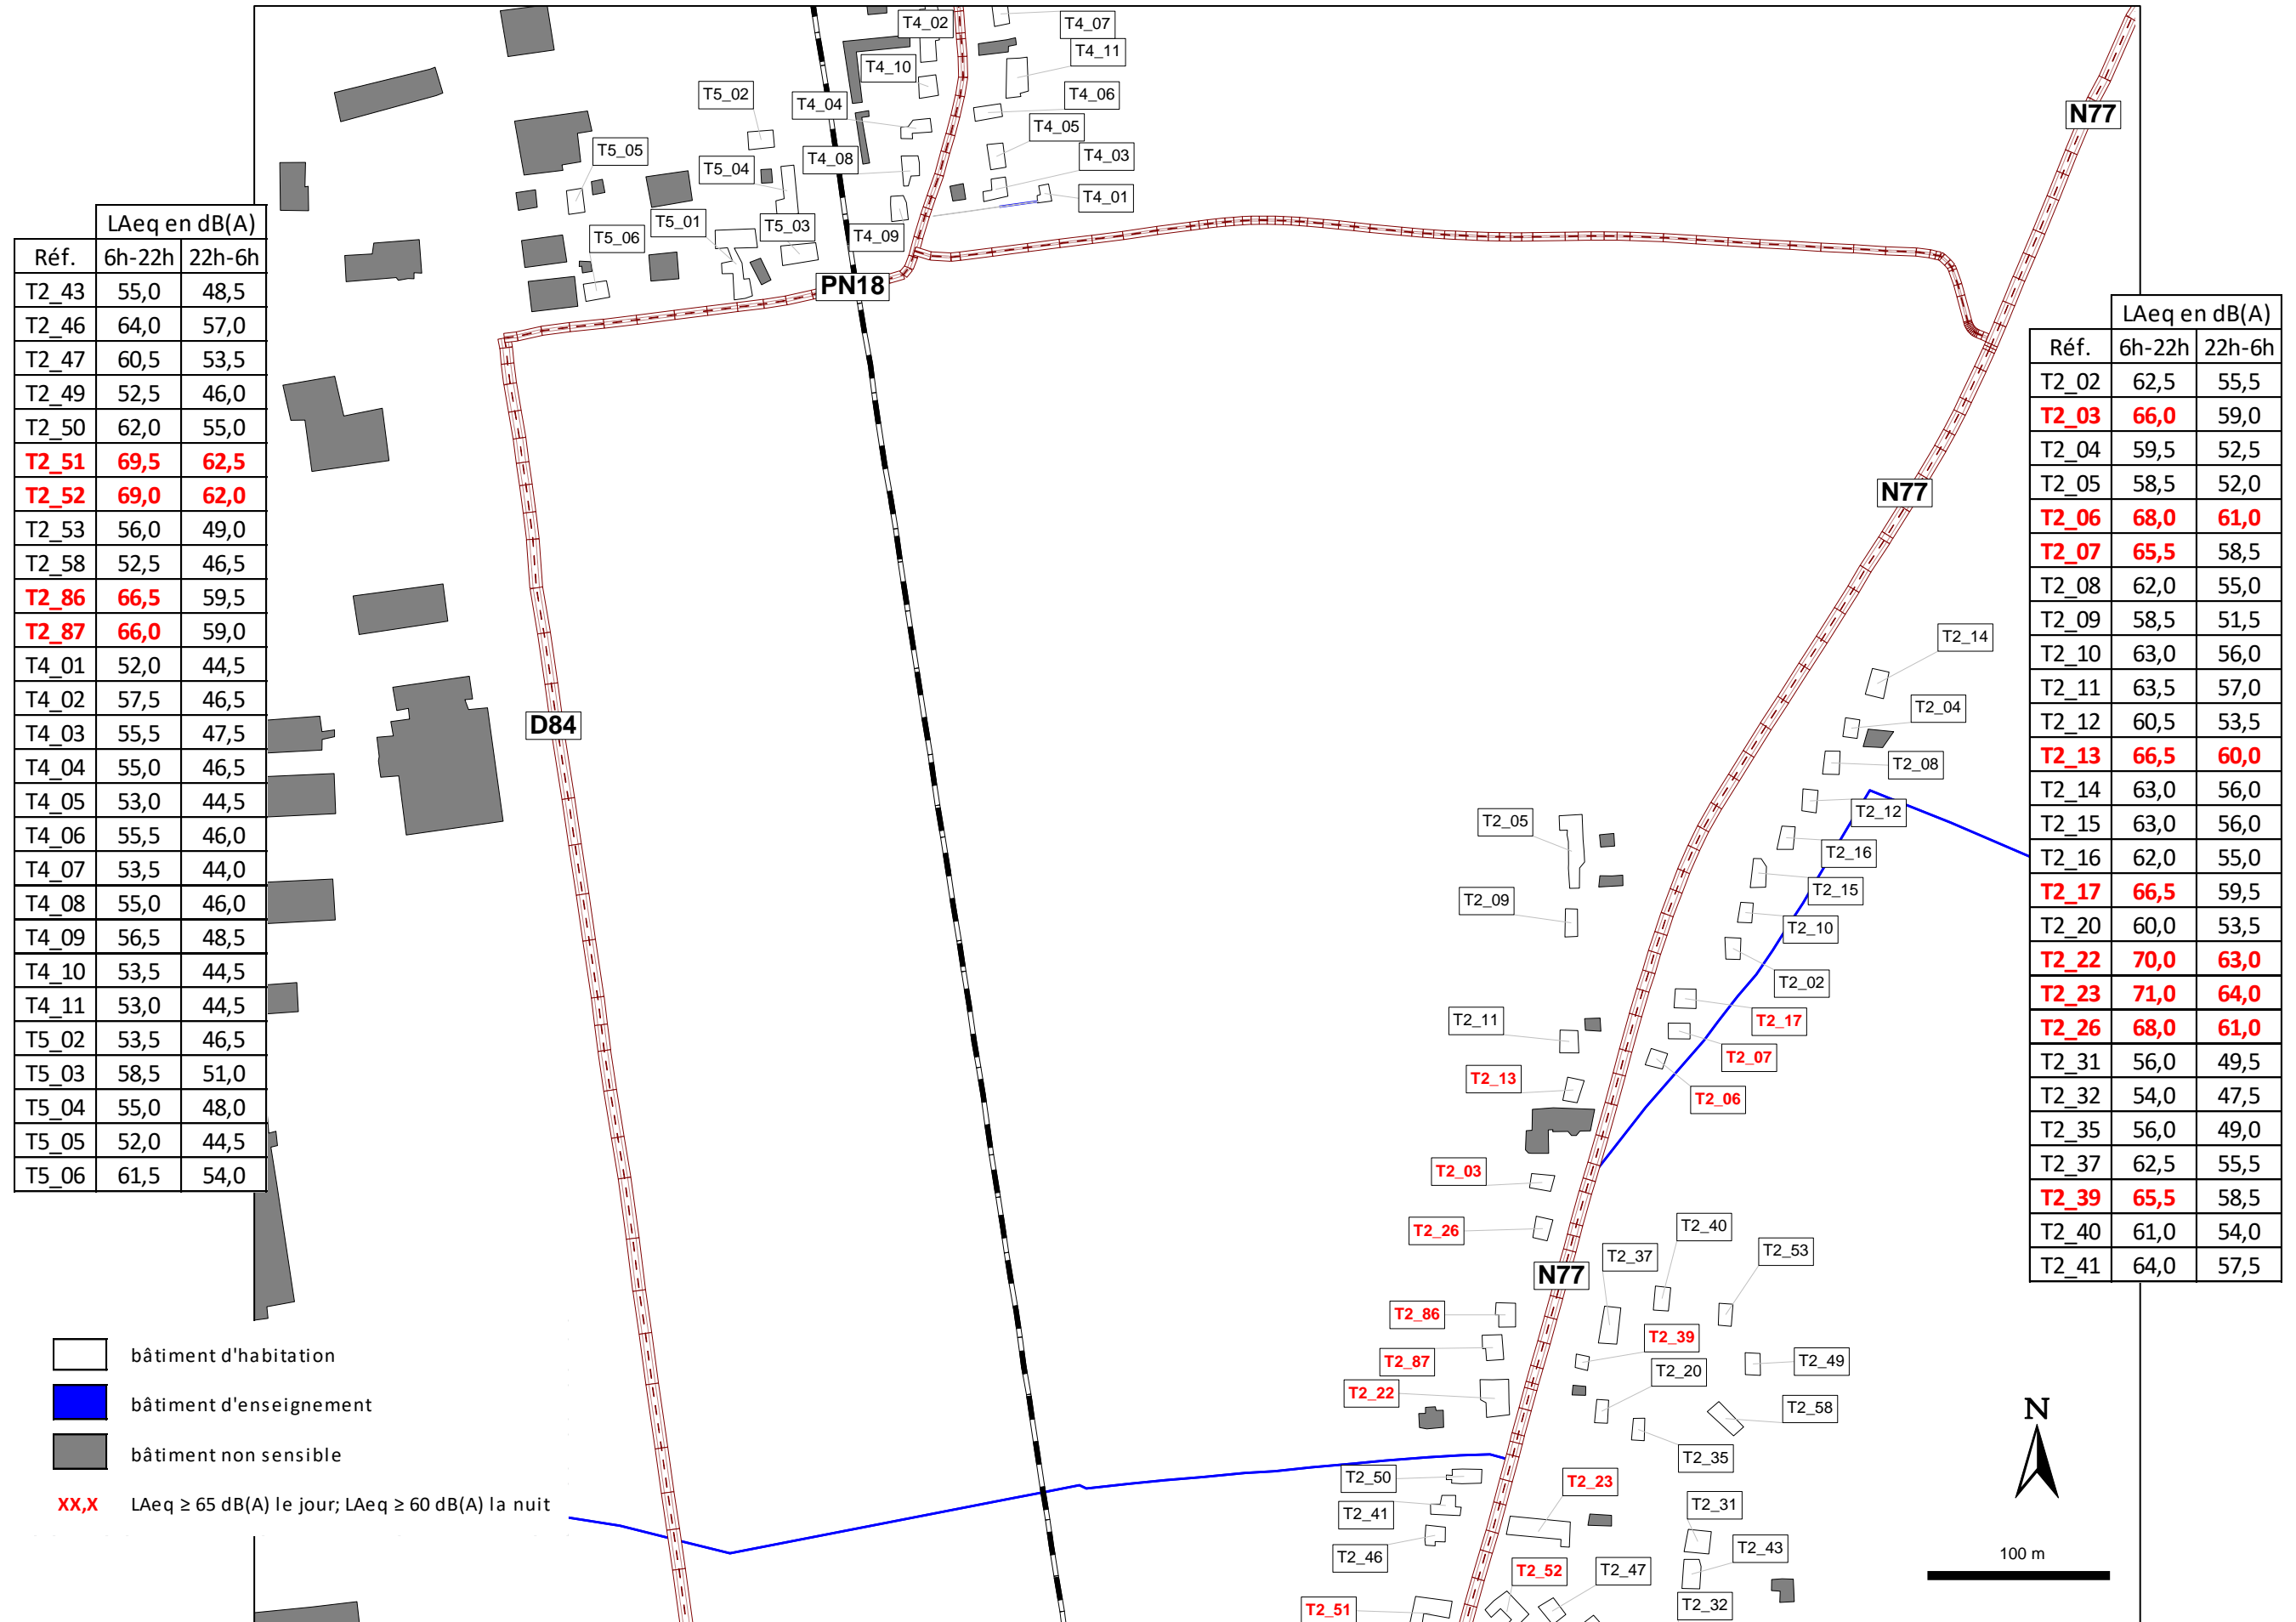 LAeq en dB(A)
Réf. 6h-22h 22h-6h
T2_43 55,0 48,5
T2_46 64,0 57,0
T2_47 60,5 53,5
T2_49 52,5 46,0
T2_50 62,0 55,0
T2_51 69,5 62,5
T2_52 69,0 62,0
T2_53 56,0 49,0
T2_58 52,5 46,5
T2_86 66,5 59,5
T2_87 66,0 59,0
T4_01 52,0 44,5
T4_02 57,5 46,5
T4_03 55,5 47,5
T4_04 55,0 46,5
T4_05 53,0 44,5
T4_06 55,5 46,0
T4_07 53,5 44,0
T4_08 55,0 46,0
T4_09 56,5 48,5
T4_10 53,5 44,5
T4_11 53,0 44,5
T5_02 53,5 46,5
T5_03 58,5 51,0
T5_04 55,0 48,0
T5_05 52,0 44,5
T5_06 61,5 54,0
bâtiment d'habitation
bâtiment d'enseignement
bâtiment non sensible
XX,X LAeq ≥ 65 dB(A) le jour; LAeq ≥ 60 dB(A) la nuit
T4_02
T4_07
T4_11
T4_10
T5_02
T4_04
T4_06
T4_05
T5_05
T4_08
T4_03
T5_04
T4_01
T5_01
T5_03
T5_06
T4_09
PN18
N77
N77
D84
T2_14
T2_04
T2_08
T2_12
T2_05
T2_16
T2_15
T2_09
T2_10
T2_02
T2_11
T2_17
T2_07
T2_13
T2_06
T2_03
T2_26
T2_40
T2_37
T2_53
N77
T2_86
T2_39
T2_87
T2_49
T2_20
T2_22
T2_58
T2_35
T2_50
T2_23
T2_31
T2_41
T2_43
T2_46
T2_52
T2_47
T2_32
T2_51
LAeq en dB(A)
Réf. 6h-22h 22h-6h
T2_02 62,5 55,5
T2_03 66,0 59,0
T2_04 59,5 52,5
T2_05 58,5 52,0
T2_06 68,0 61,0
T2_07 65,5 58,5
T2_08 62,0 55,0
T2_09 58,5 51,5
T2_10 63,0 56,0
T2_11 63,5 57,0
T2_12 60,5 53,5
T2_13 66,5 60,0
T2_14 63,0 56,0
T2_15 63,0 56,0
T2_16 62,0 55,0
T2_17 66,5 59,5
T2_20 60,0 53,5
T2_22 70,0 63,0
T2_23 71,0 64,0
T2_26 68,0 61,0
T2_31 56,0 49,5
T2_32 54,0 47,5
T2_35 56,0 49,0
T2_37 62,5 55,5
T2_39 65,5 58,5
T2_40 61,0 54,0
T2_41 64,0 57,5
N
100 m